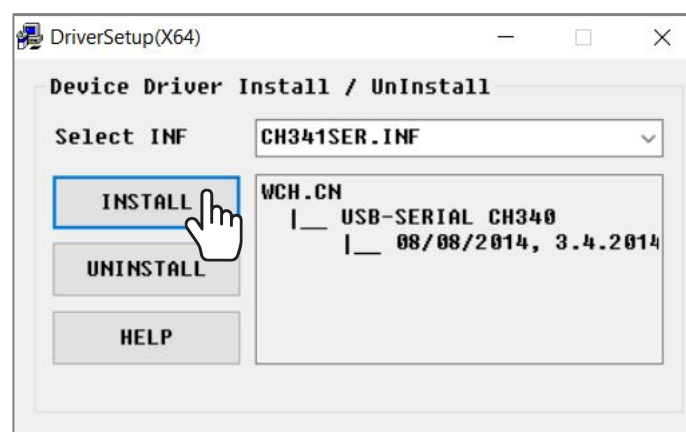 DriverSetup(X64)
Device Driver Install / UnInstall
Select INF
CH341SER.INF
INSTALL
UNINSTALL
HELP
WCH.CN
|__ USB-SERIAL CH340
|__ 08/08/2014, 3.4.2014